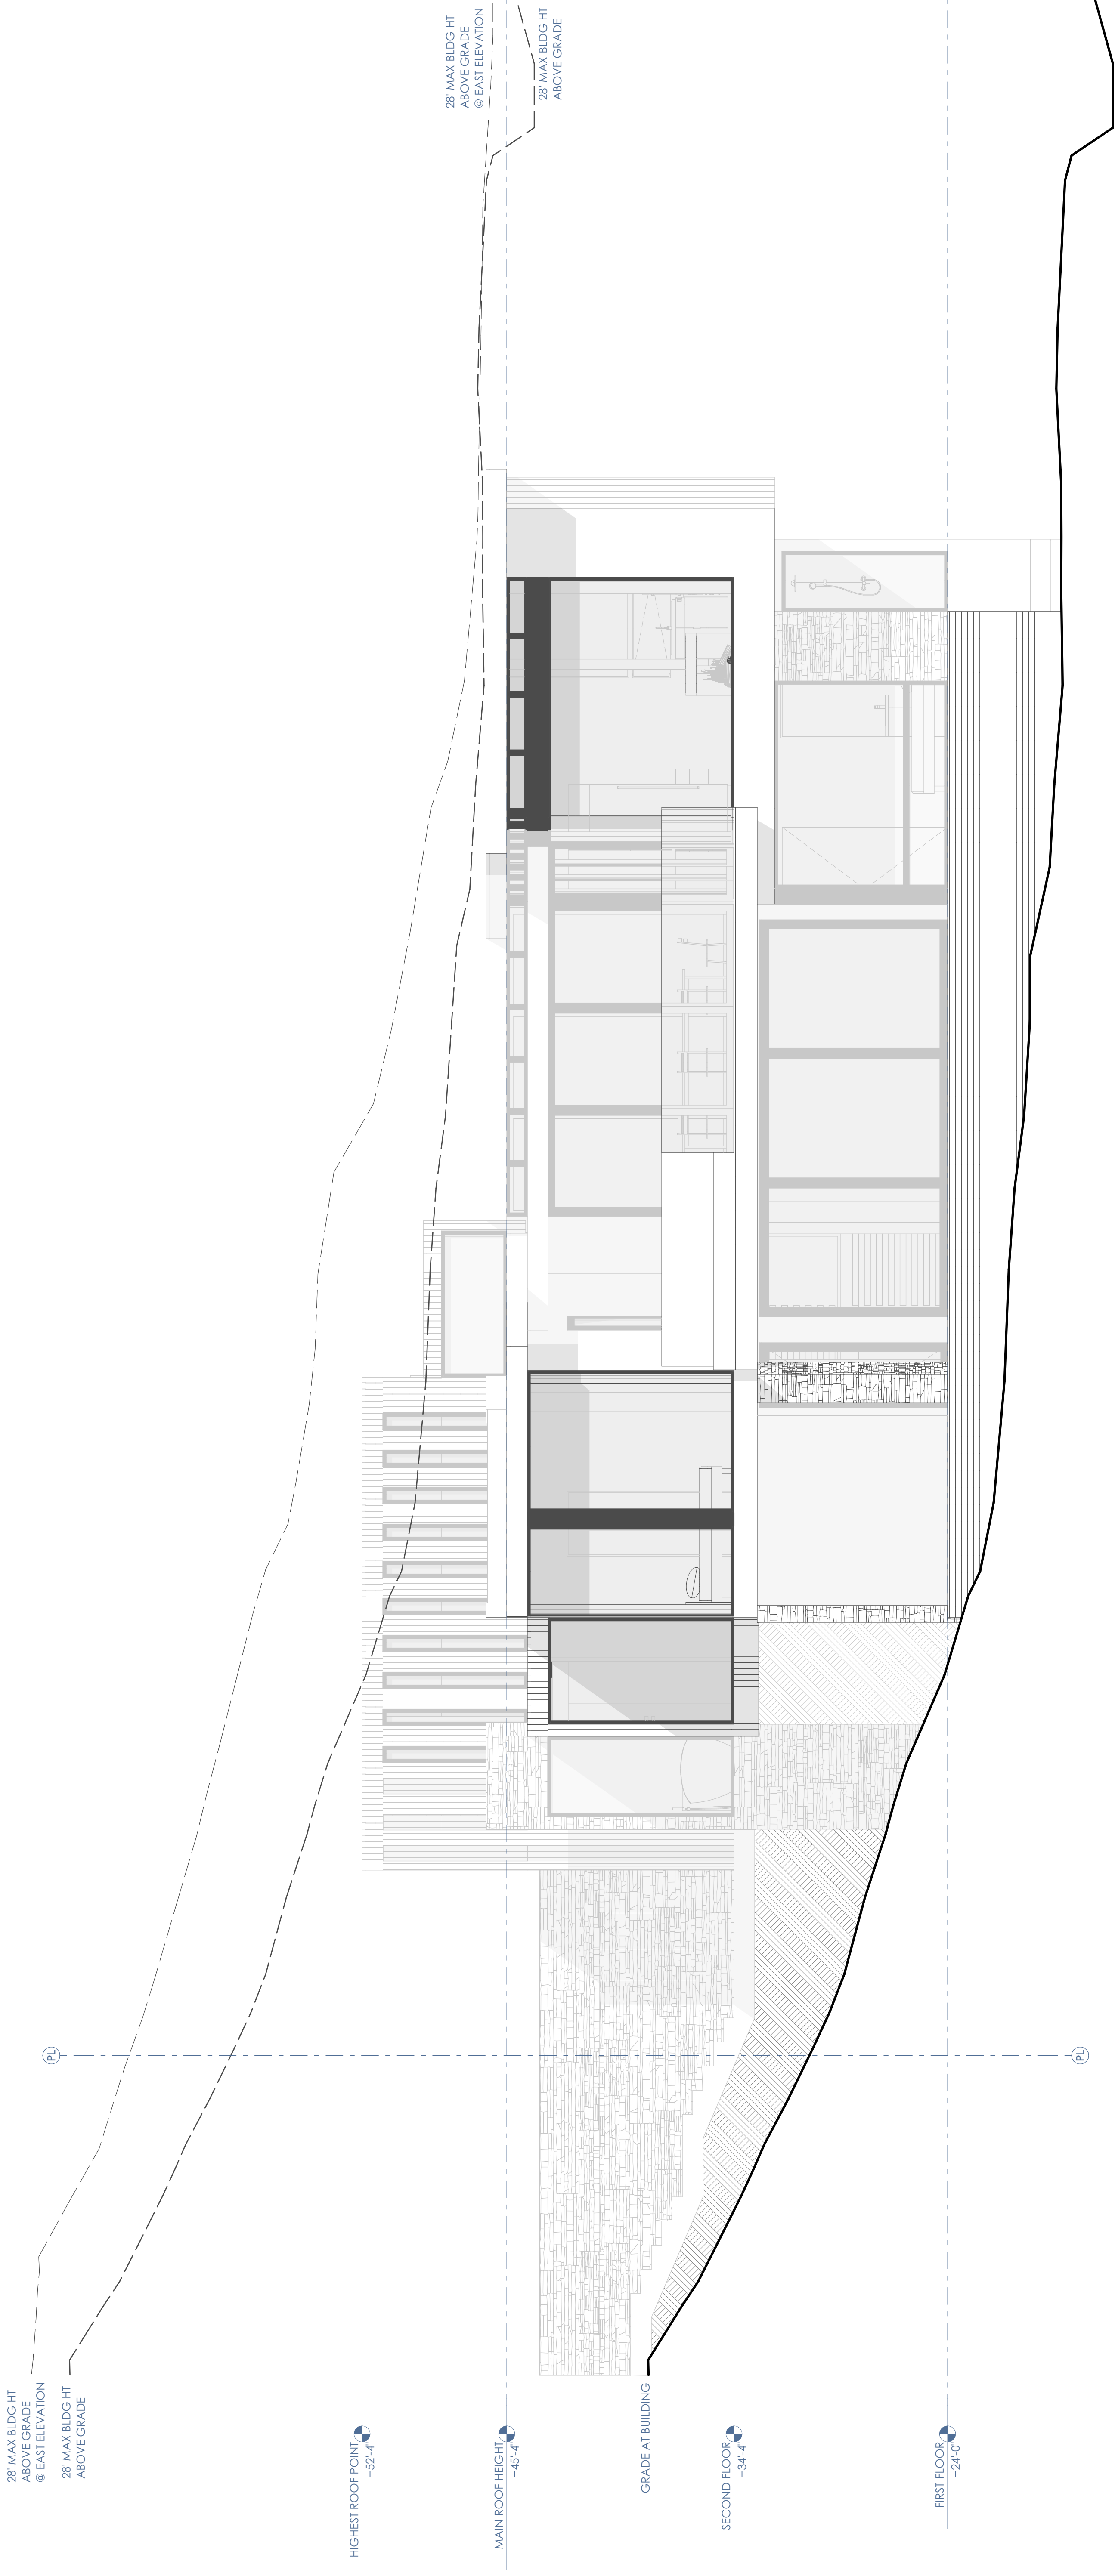 28' MAX BLDG HT
ABOVE GRADE
@ EAST ELEVATION
28' MAX BLDG HT
ABOVE GRADE
HIGHEST ROOF POINT
+52'-4"
MAIN ROOF HEIGHT
+45'-4"
GRADE AT BUILDING
SECOND FLOOR
+34'-4"
FIRST FLOOR
+24'-0"
PL
PL
28' MAX BLDG HT
ABOVE GRADE
@ EAST ELEVATION
28' MAX BLDG HT
ABOVE GRADE